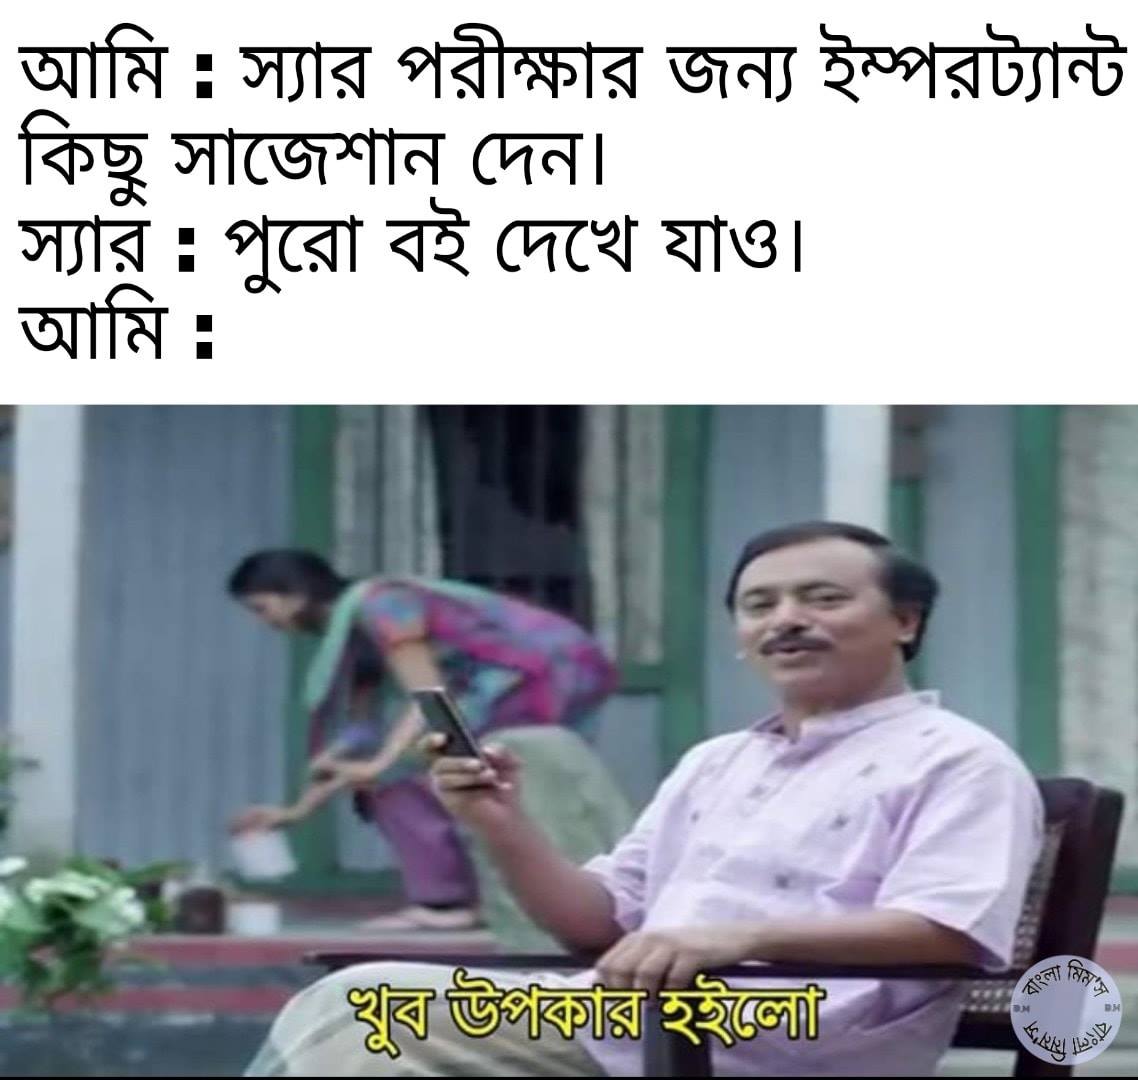 আমি : স্যার পরীক্ষার জন্য ইম্পরট্যান্ট
কিছু সাজেশান দেন।
স্যার : পুরো বই দেখে যাও।
আমি :
খুব উপকার হইলো
বাংলা মিম'স
B.M
B.M
বাংলা মিম'স